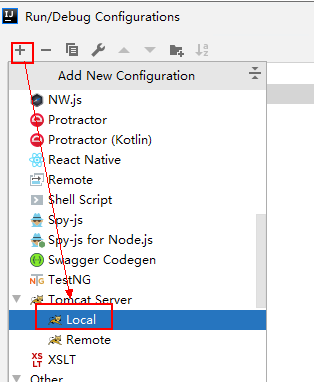 IJ
Run/Debug Configurations
Add New Configuration
NW.js
Protractor
Protractor (Kotlin)
React Native
Remote
Shell Script
Spy-js
Spy-js for Node.js
Swagger Codegen
TestNG
Tomcat Server
Local
Remote
XSLT
Other